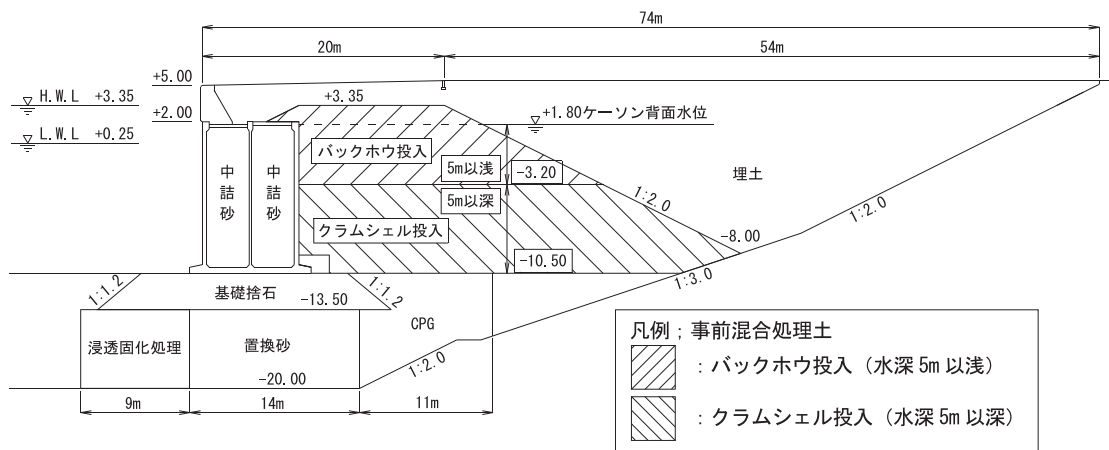 74m
20m
54m
+5.00
H.W.L +3.35
+3.35
+2.00
+1.80ケーソン背面水位
L.W.L +0.25
バックホウ投入
5m以浅
-3.20
5m以深
中詰砂
中詰砂
埋土
1:2.0
1:2.0
クラムシェル投入
-8.00
-10.50
1:3.0
1:1.2
基礎捨石
-13.50
1:1.2
CPG
浸透固化処理
置換砂
1:2.0
-20.00
9m
14m
11m
凡例；事前混合処理土
：バックホウ投入（水深5m以浅）
：クラムシェル投入（水深5m以深）